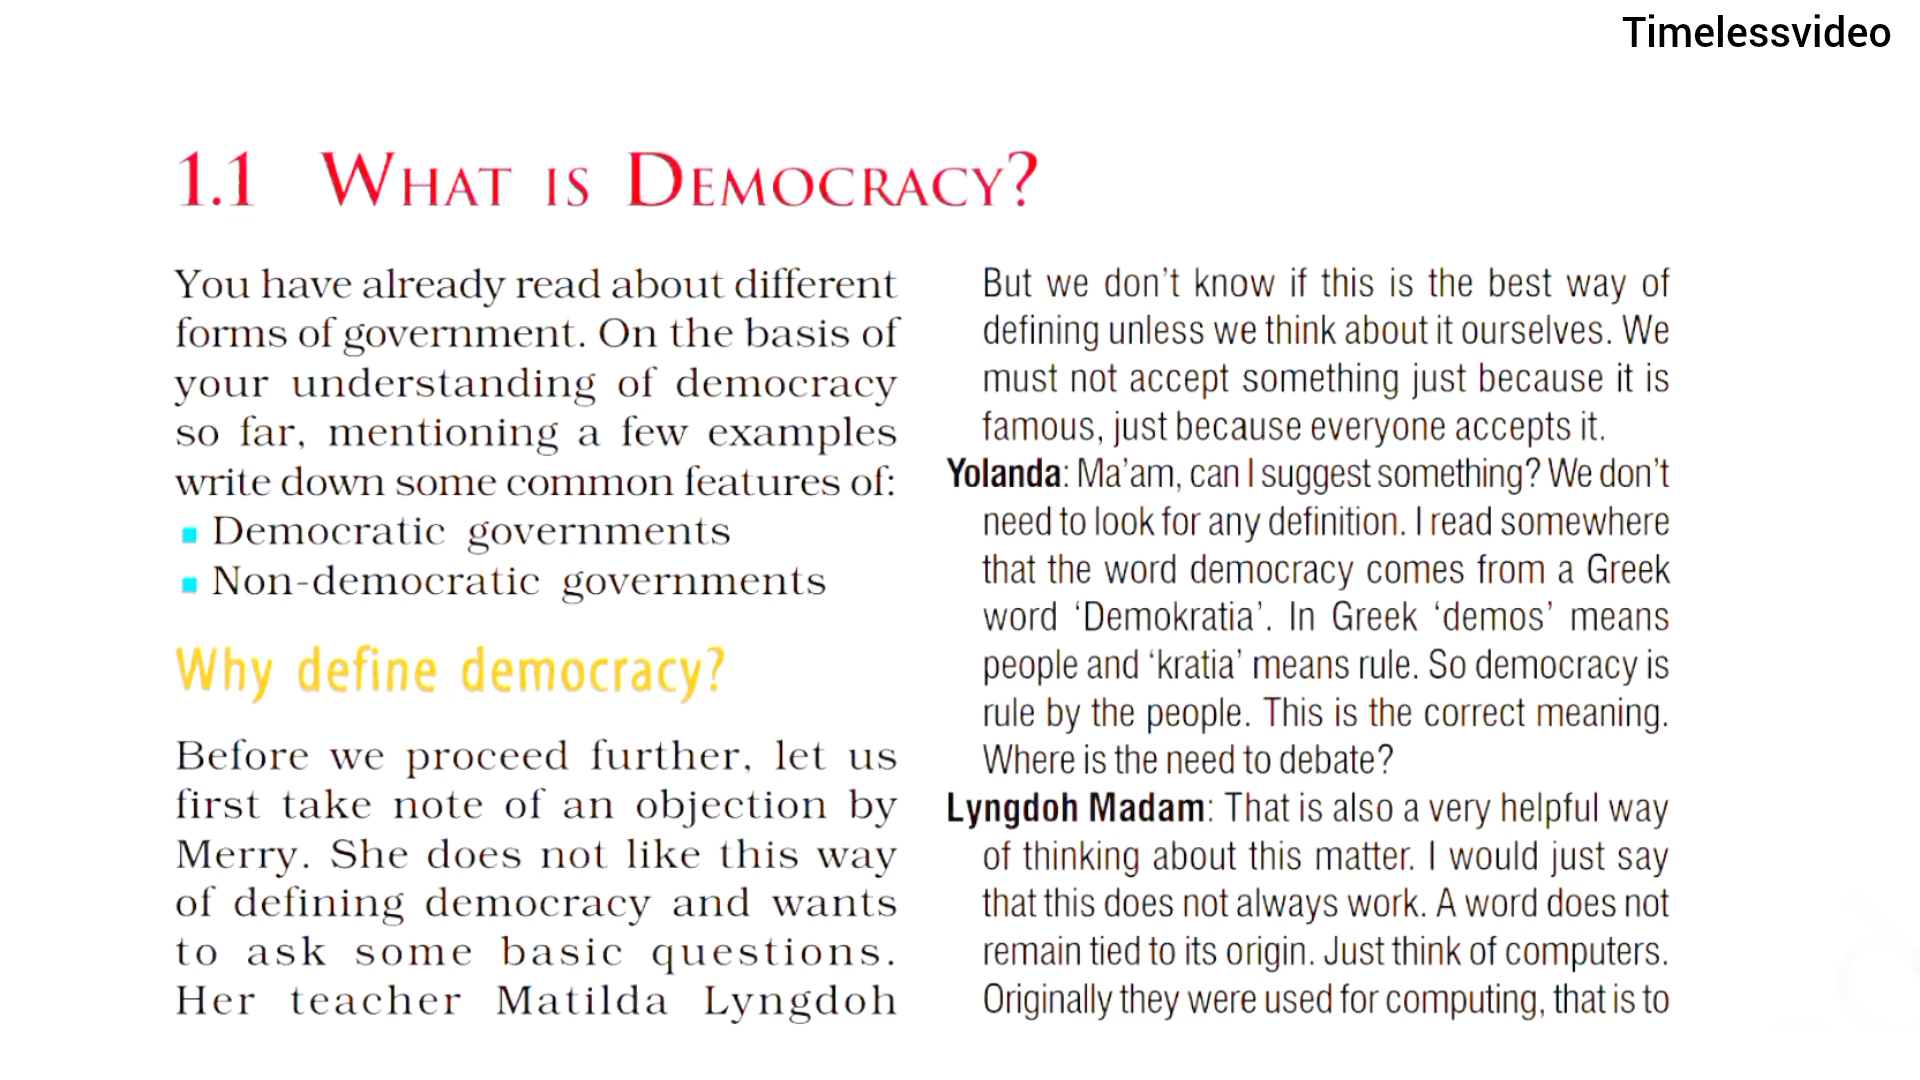 Timelessvideo
1.1 WHAT IS DEMOCRACY?
You have already read about different
forms of government. On the basis of
your understanding of democracy
so far, mentioning a few examples
write down some common features of:
▪ Democratic governments
▪ Non-democratic governments
Why define democracy?
Before we proceed further, let us
first take note of an objection by
Merry. She does not like this way
of defining democracy and wants
to ask some basic questions.
Her teacher Matilda Lyngdoh
But we don’t know if this is the best way of
defining unless we think about it ourselves. We
must not accept something just because it is
famous, just because everyone accepts it.
Yolanda: Ma’am, can I suggest something? We don’t
need to look for any definition. I read somewhere
that the word democracy comes from a Greek
word ‘Demokratia’. In Greek ‘demos’ means
people and ‘kratia’ means rule. So democracy is
rule by the people. This is the correct meaning.
Where is the need to debate?
Lyngdoh Madam: That is also a very helpful way
of thinking about this matter. I would just say
that this does not always work. A word does not
remain tied to its origin. Just think of computers.
Originally they were used for computing, that is to